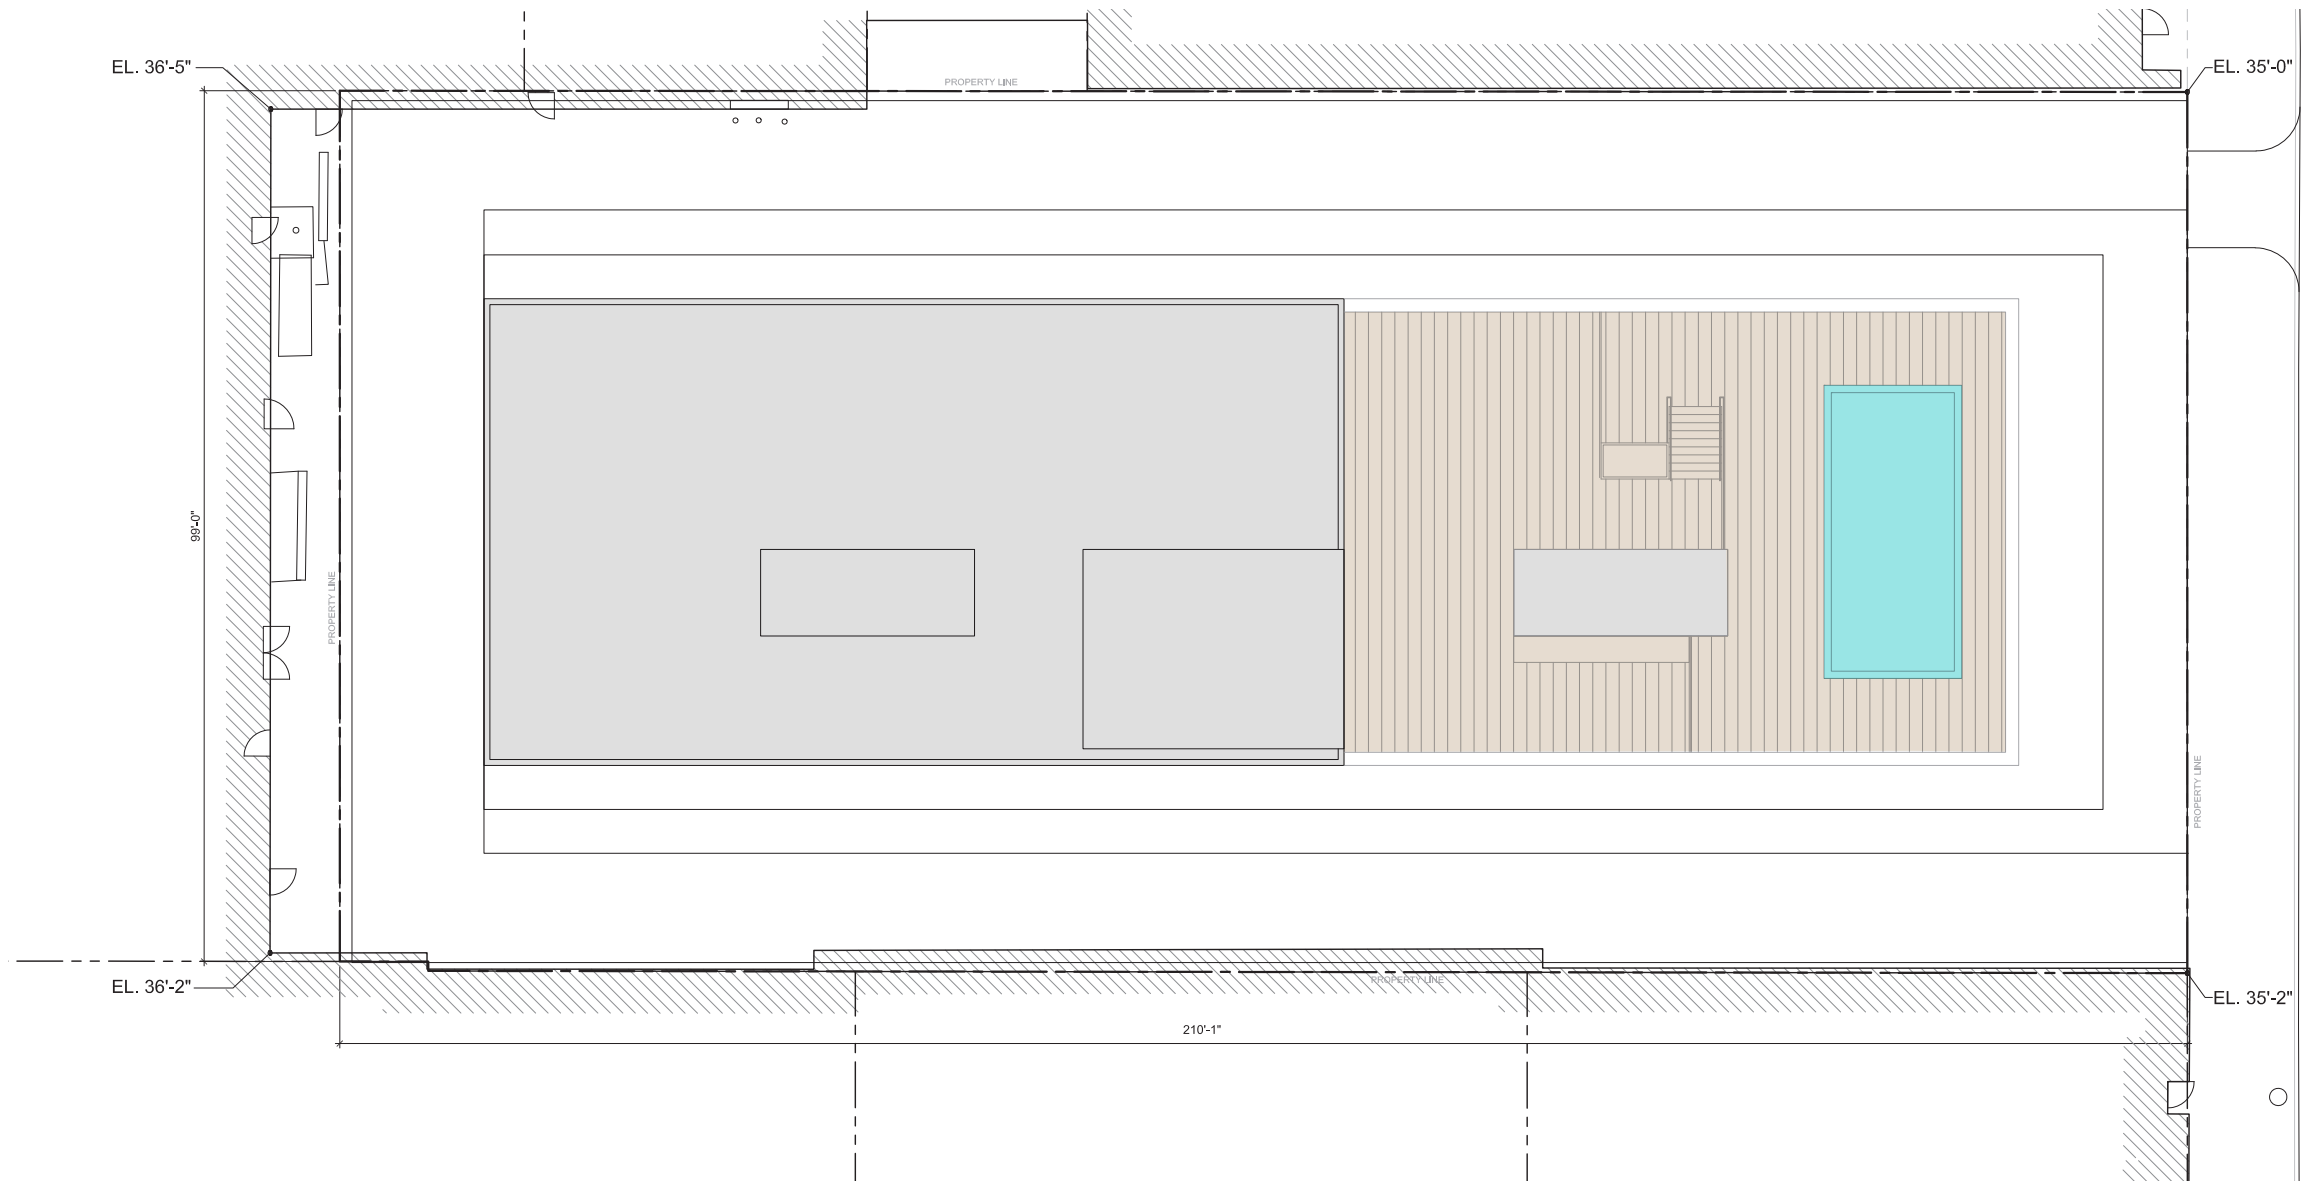 EL. 36'-5"
EL. 35'-0"
PROPERTY LINE
99'-0"
PROPERTY LINE
PROPERTY LINE
EL. 36'-2"
PROPERTY LINE
EL. 35'-2"
210'-1"